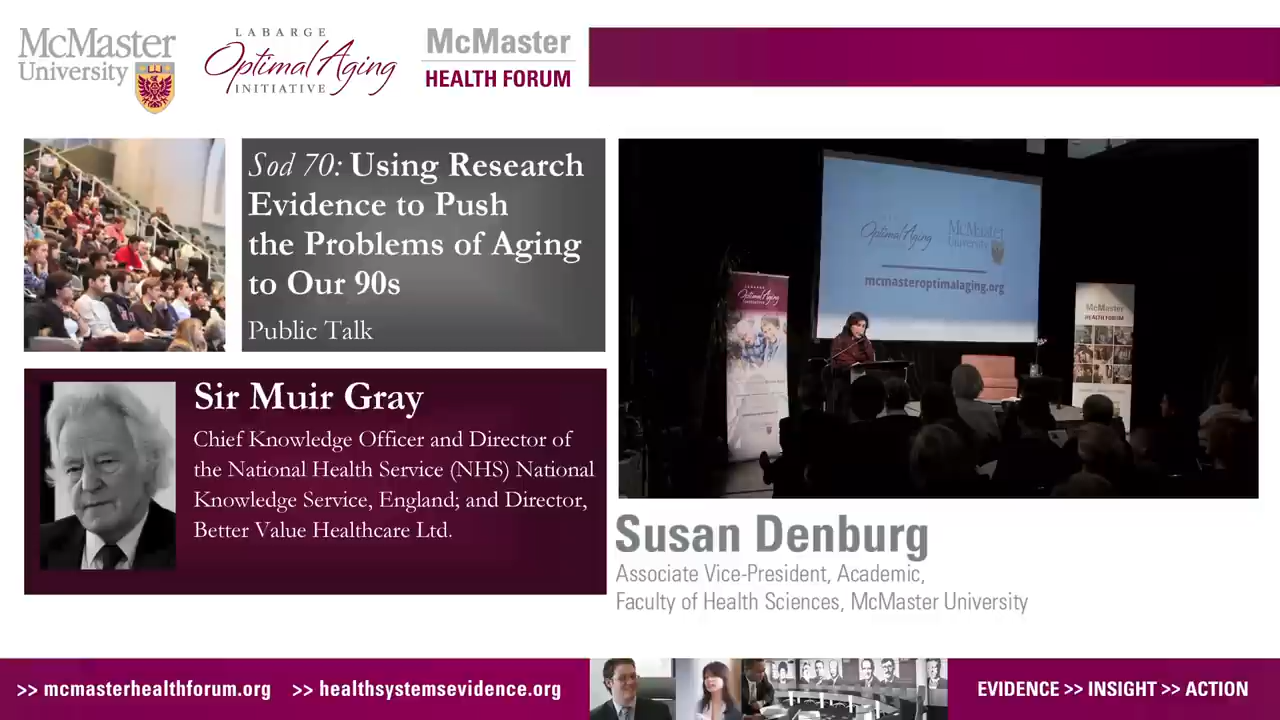 McMaster
University
LABARGE
Optimal Aging
INITIATIVE
McMaster
HEALTH FORUM
Sod 70: Using Research
Evidence to Push
the Problems of Aging
to Our 90s
Public Talk
Sir Muir Gray
Chief Knowledge Officer and Director of
the National Health Service (NHS) National
Knowledge Service, England; and Director,
Better Value Healthcare Ltd.
Optimal Aging
McMaster
University
mcmasteroptimalaging.org
LABARGE
Optimal Aging
INITIATIVE
McMaster
HEALTH FORUM
Susan Denburg
Associate Vice-President, Academic,
Faculty of Health Sciences, McMaster University
>> mcmasterhealthforum.org >> healthsystemsevidence.org
EVIDENCE >> INSIGHT >> ACTION